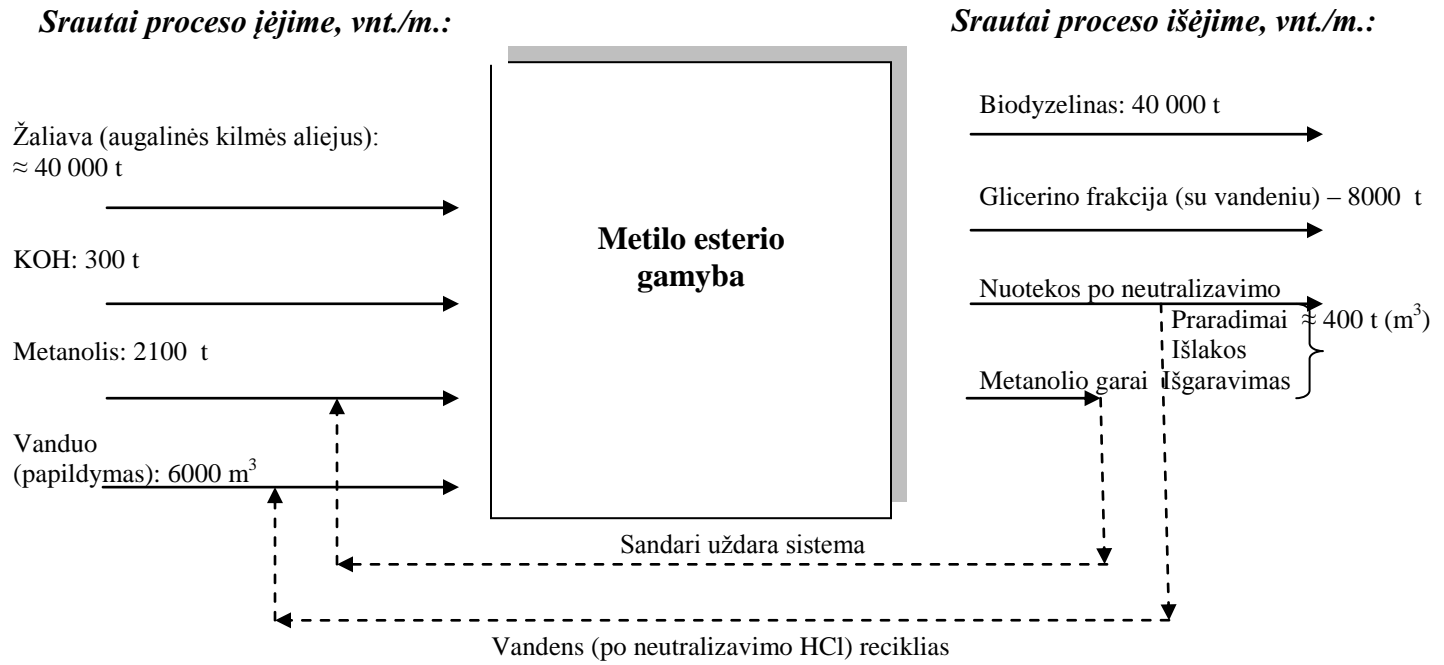 Srautai proceso įėjime, vnt./m.:
Srautai proceso išėjime, vnt./m.:
Žaliava (augalinės kilmės aliejus):
≈ 40 000 t
KOH: 300 t
Metanolis: 2100 t
Vanduo
(papildymas): 6000 m³
Metilo esterio
gamyba
Biodyzelinas: 40 000 t
Glicerino frakcija (su vandeniu) – 8000 t
Nuotekos po neutralizavimo
Praradimai ≈ 400 t (m³)
Išlakos
Metanolio garai Išgaravimas
Sandari uždara sistema
Vandens (po neutralizavimo HCl) reciklias